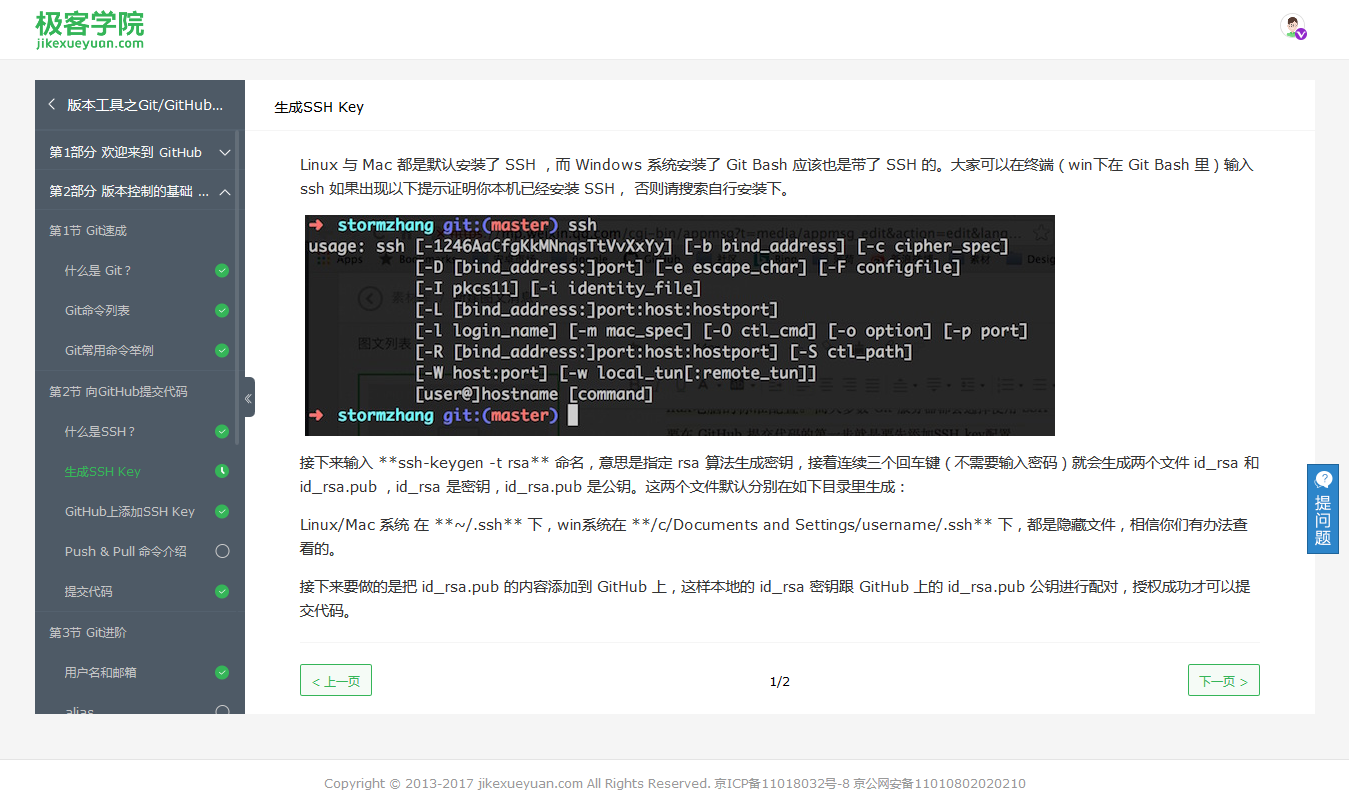 极客学院
jikexueyuan.com
版本工具之Git/GitHub...
第1部分 欢迎来到 GitHub
第2部分 版本控制的基础 ...
第1节 Git速成
什么是 Git？
Git命令列表
Git常用命令举例
第2节 向GitHub提交代码
什么是SSH？
生成SSH Key
GitHub上添加SSH Key
Push & Pull 命令介绍
提交代码
第3节 Git进阶
用户名和邮箱
alias
生成SSH Key
Linux 与 Mac 都是默认安装了 SSH ，而 Windows 系统安装了 Git Bash 应该也是带了 SSH 的。大家可以在终端（win下在 Git Bash 里）输入
ssh 如果出现以下提示证明你本机已经安装 SSH， 否则请搜索自行安装下。
➜ stormzhang git:(master) ssh
usage: ssh [-1246AaCfgKkMNnqsTtVvXxYy] [-b bind_address] [-c cipher_spec]
[-D [bind_address:]port] [-e escape_char] [-F configfile]
[-I pkcs11] [-i identity_file]
[-L [bind_address:]port:host:hostport]
[-l login_name] [-m mac_spec] [-O ctl_cmd] [-o option] [-p port]
[-R [bind_address:]port:host:hostport] [-S ctl_path]
[-W host:port] [-w local_tun[:remote_tun]]
[user@]hostname [command]
➜ stormzhang git:(master)
接下来输入 **ssh-keygen -t rsa** 命名，意思是指定 rsa 算法生成密钥，接着连续三个回车键（不需要输入密码）就会生成两个文件 id_rsa 和
id_rsa.pub ，id_rsa 是密钥，id_rsa.pub 是公钥。这两个文件默认分别在如下目录里生成：
Linux/Mac 系统 在 **~/.ssh** 下，win系统在 **/c/Documents and Settings/username/.ssh** 下，都是隐藏文件，相信你们有办法查
看的。
接下来要做的是把 id_rsa.pub 的内容添加到 GitHub 上，这样本地的 id_rsa 密钥跟 GitHub 上的 id_rsa.pub 公钥进行配对，授权成功才可以提
交代码。
< 上一页
1/2
下一页 >
提问题
Copyright © 2013-2017 jikexueyuan.com All Rights Reserved. 京ICP备11018032号-8 京公网安备11010802020210